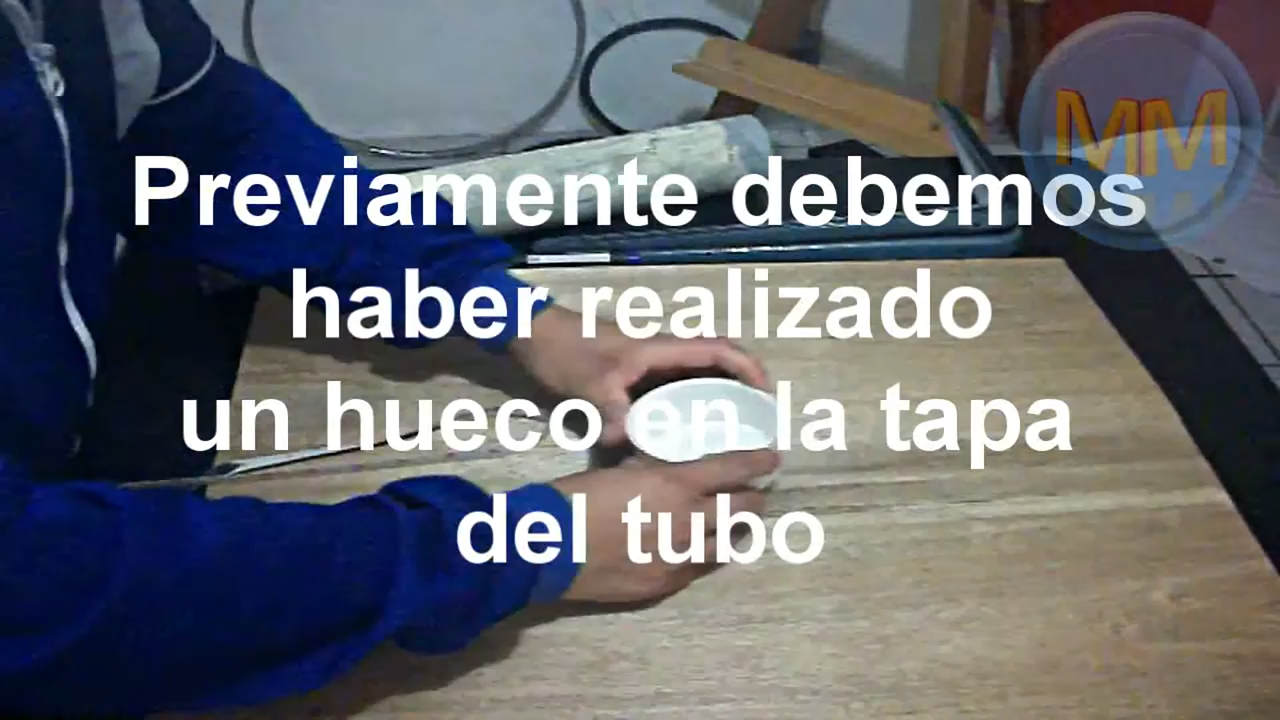 MM
Previamente debemos
haber realizado
un hueco en la tapa
del tubo